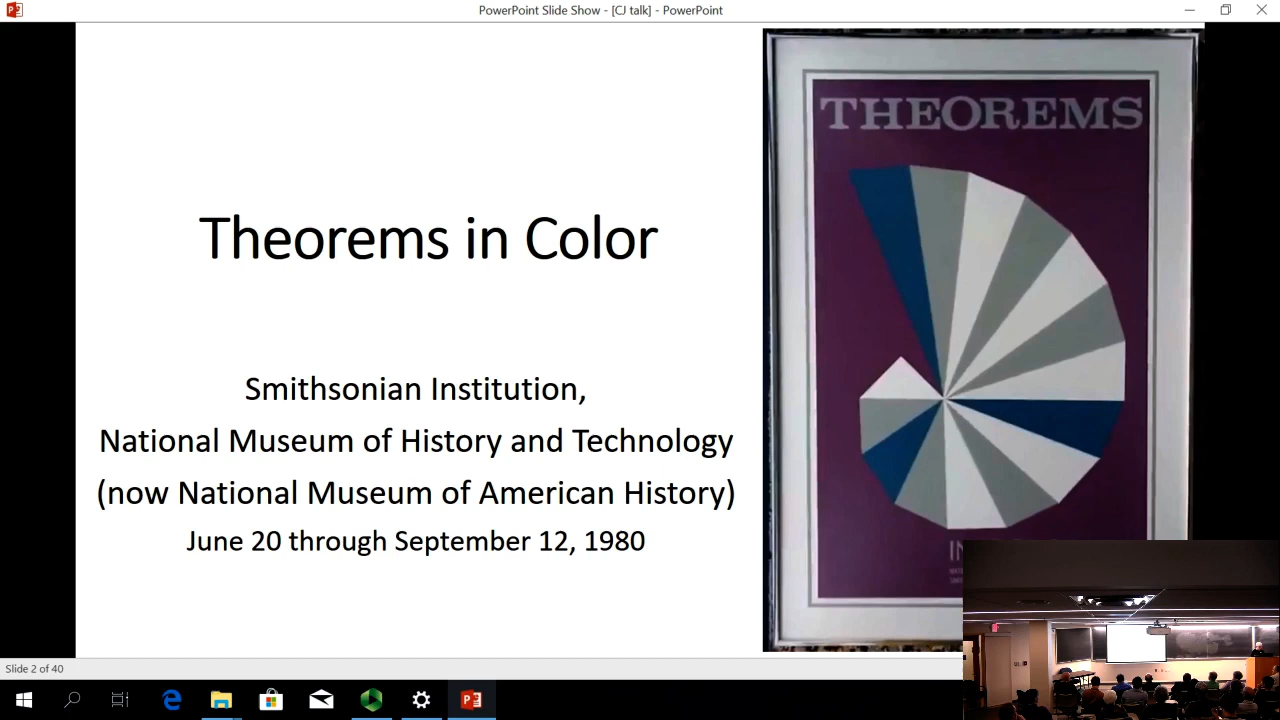 PowerPoint Slide Show - [CJ talk] - PowerPoint
Theorems in Color
Smithsonian Institution,
National Museum of History and Technology
(now National Museum of American History)
June 20 through September 12, 1980
THEOREMS
IN
Slide 2 of 40